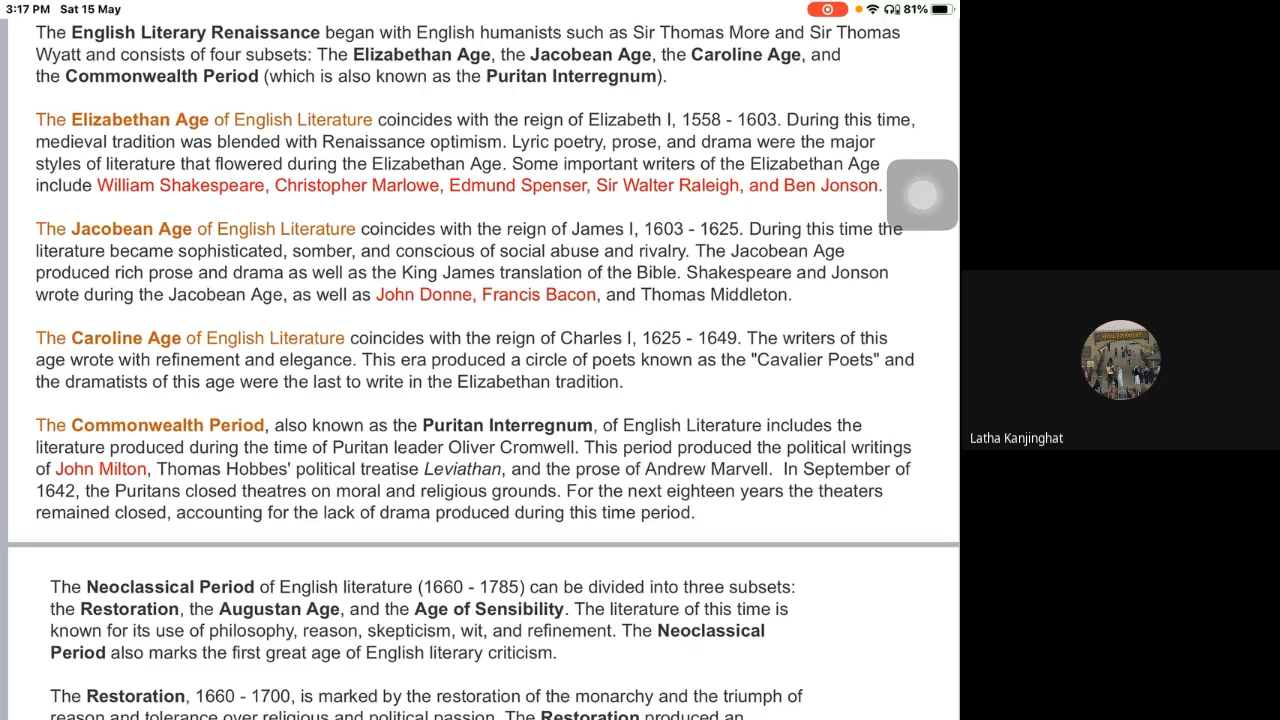 3:17 PM Sat 15 May
81%
The English Literary Renaissance began with English humanists such as Sir Thomas More and Sir Thomas
Wyatt and consists of four subsets: The Elizabethan Age, the Jacobean Age, the Caroline Age, and
the Commonwealth Period (which is also known as the Puritan Interregnum).
The Elizabethan Age of English Literature coincides with the reign of Elizabeth I, 1558 - 1603. During this time,
medieval tradition was blended with Renaissance optimism. Lyric poetry, prose, and drama were the major
styles of literature that flowered during the Elizabethan Age. Some important writers of the Elizabethan Age
include William Shakespeare, Christopher Marlowe, Edmund Spenser, Sir Walter Raleigh, and Ben Jonson.
The Jacobean Age of English Literature coincides with the reign of James I, 1603 - 1625. During this time the
literature became sophisticated, somber, and conscious of social abuse and rivalry. The Jacobean Age
produced rich prose and drama as well as the King James translation of the Bible. Shakespeare and Jonson
wrote during the Jacobean Age, as well as John Donne, Francis Bacon, and Thomas Middleton.
The Caroline Age of English Literature coincides with the reign of Charles I, 1625 - 1649. The writers of this
age wrote with refinement and elegance. This era produced a circle of poets known as the "Cavalier Poets" and
the dramatists of this age were the last to write in the Elizabethan tradition.
The Commonwealth Period, also known as the Puritan Interregnum, of English Literature includes the
literature produced during the time of Puritan leader Oliver Cromwell. This period produced the political writings
of John Milton, Thomas Hobbes' political treatise Leviathan, and the prose of Andrew Marvell. In September of
1642, the Puritans closed theatres on moral and religious grounds. For the next eighteen years the theaters
remained closed, accounting for the lack of drama produced during this time period.
The Neoclassical Period of English literature (1660 - 1785) can be divided into three subsets:
the Restoration, the Augustan Age, and the Age of Sensibility. The literature of this time is
known for its use of philosophy, reason, skepticism, wit, and refinement. The Neoclassical
Period also marks the first great age of English literary criticism.
The Restoration, 1660 - 1700, is marked by the restoration of the monarchy and the triumph of
reason and tolerance over religious and political passion. The Restoration produced an
Latha Kanjinghat